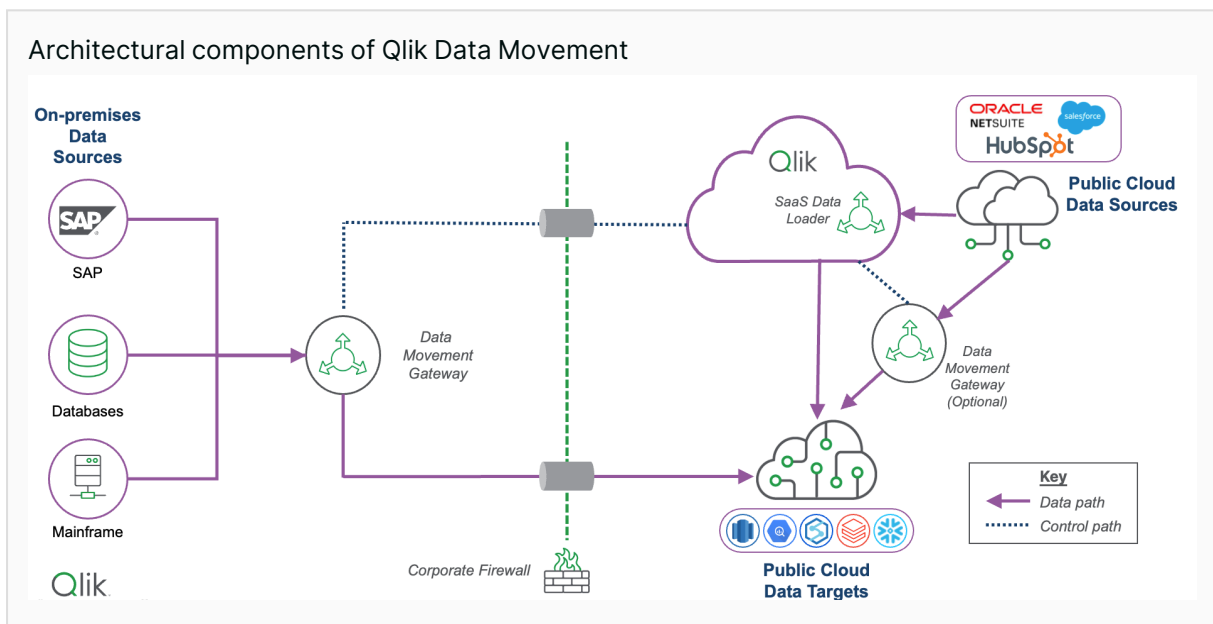 Architectural components of Qlik Data Movement
On-premises
Data
Sources
SAP
SAP
Databases
Mainframe
Qlik
Data
Movement
Gateway
Corporate Firewall
Qlik
SaaS Data
Loader
ORACLE
NETSUITE
salesforce
HubSpot
Public Cloud
Data Sources
Data
Movement
Gateway
(Optional)
Public Cloud
Data Targets
Key
Data path
Control path